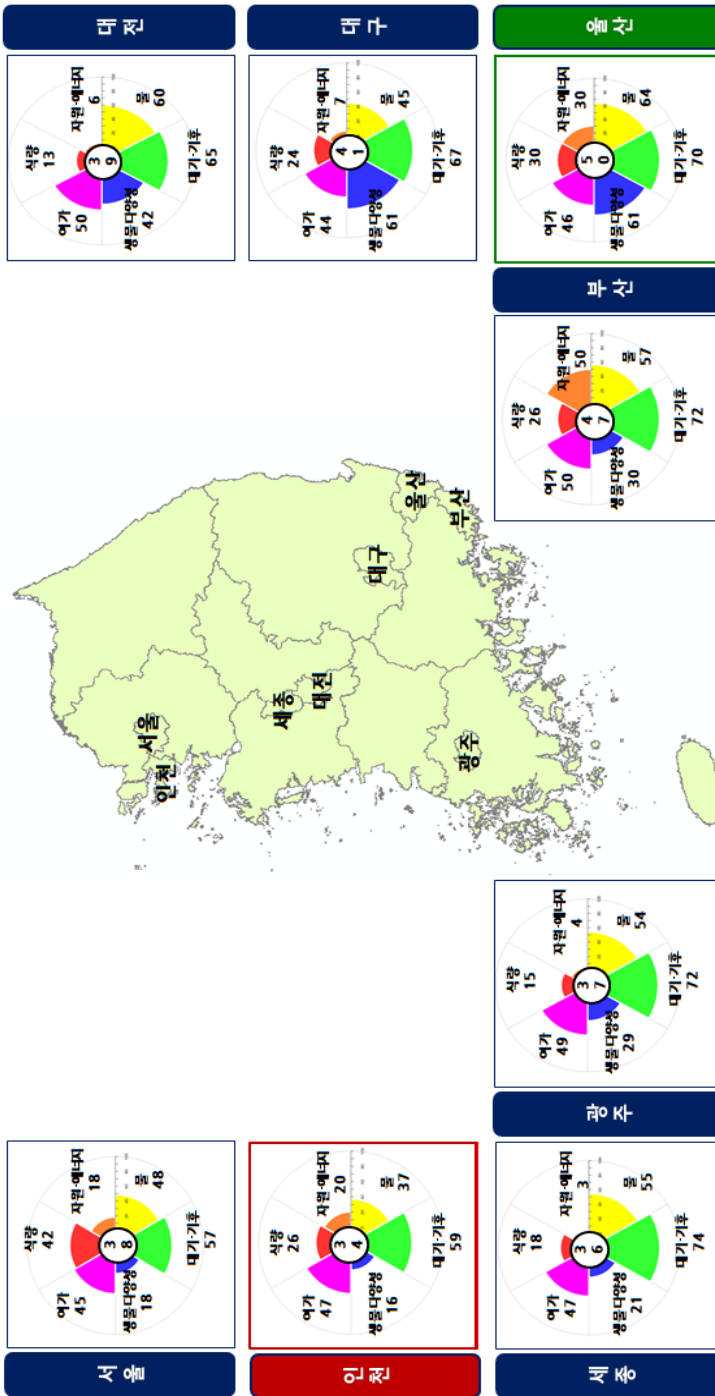 서울
식량
42
자원·에너지
18
물
48
대기·기후
57
생물다양성
18
여가
45
38
인천
식량
26
자원·에너지
20
물
37
대기·기후
59
생물다양성
16
여가
47
34
세종
식량
18
자원·에너지
3
물
55
대기·기후
74
생물다양성
21
여가
47
36
광주
식량
15
자원·에너지
4
물
54
대기·기후
72
생물다양성
29
여가
49
37
서울
인천
세종
대전
광주
대구
울산
부산
대전
식량
13
자원·에너지
6
물
60
대기·기후
65
생물다양성
42
여가
50
39
대구
식량
24
자원·에너지
7
물
45
대기·기후
67
생물다양성
61
여가
44
41
울산
식량
30
자원·에너지
30
물
64
대기·기후
70
생물다양성
61
여가
46
50
부산
식량
26
자원·에너지
50
물
57
대기·기후
72
생물다양성
30
여가
50
47